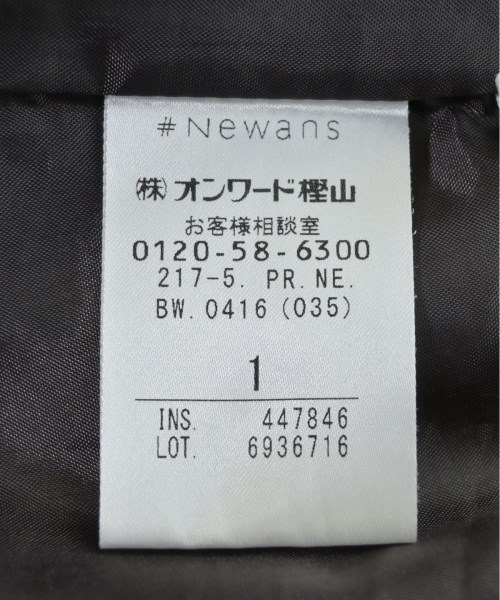 #Newans
㈱オンワード樫山
お客様相談室
0120-58-6300
217-5. PR. NE.
BW. 0416 (035)
1
INS. 447846
LOT. 6936716